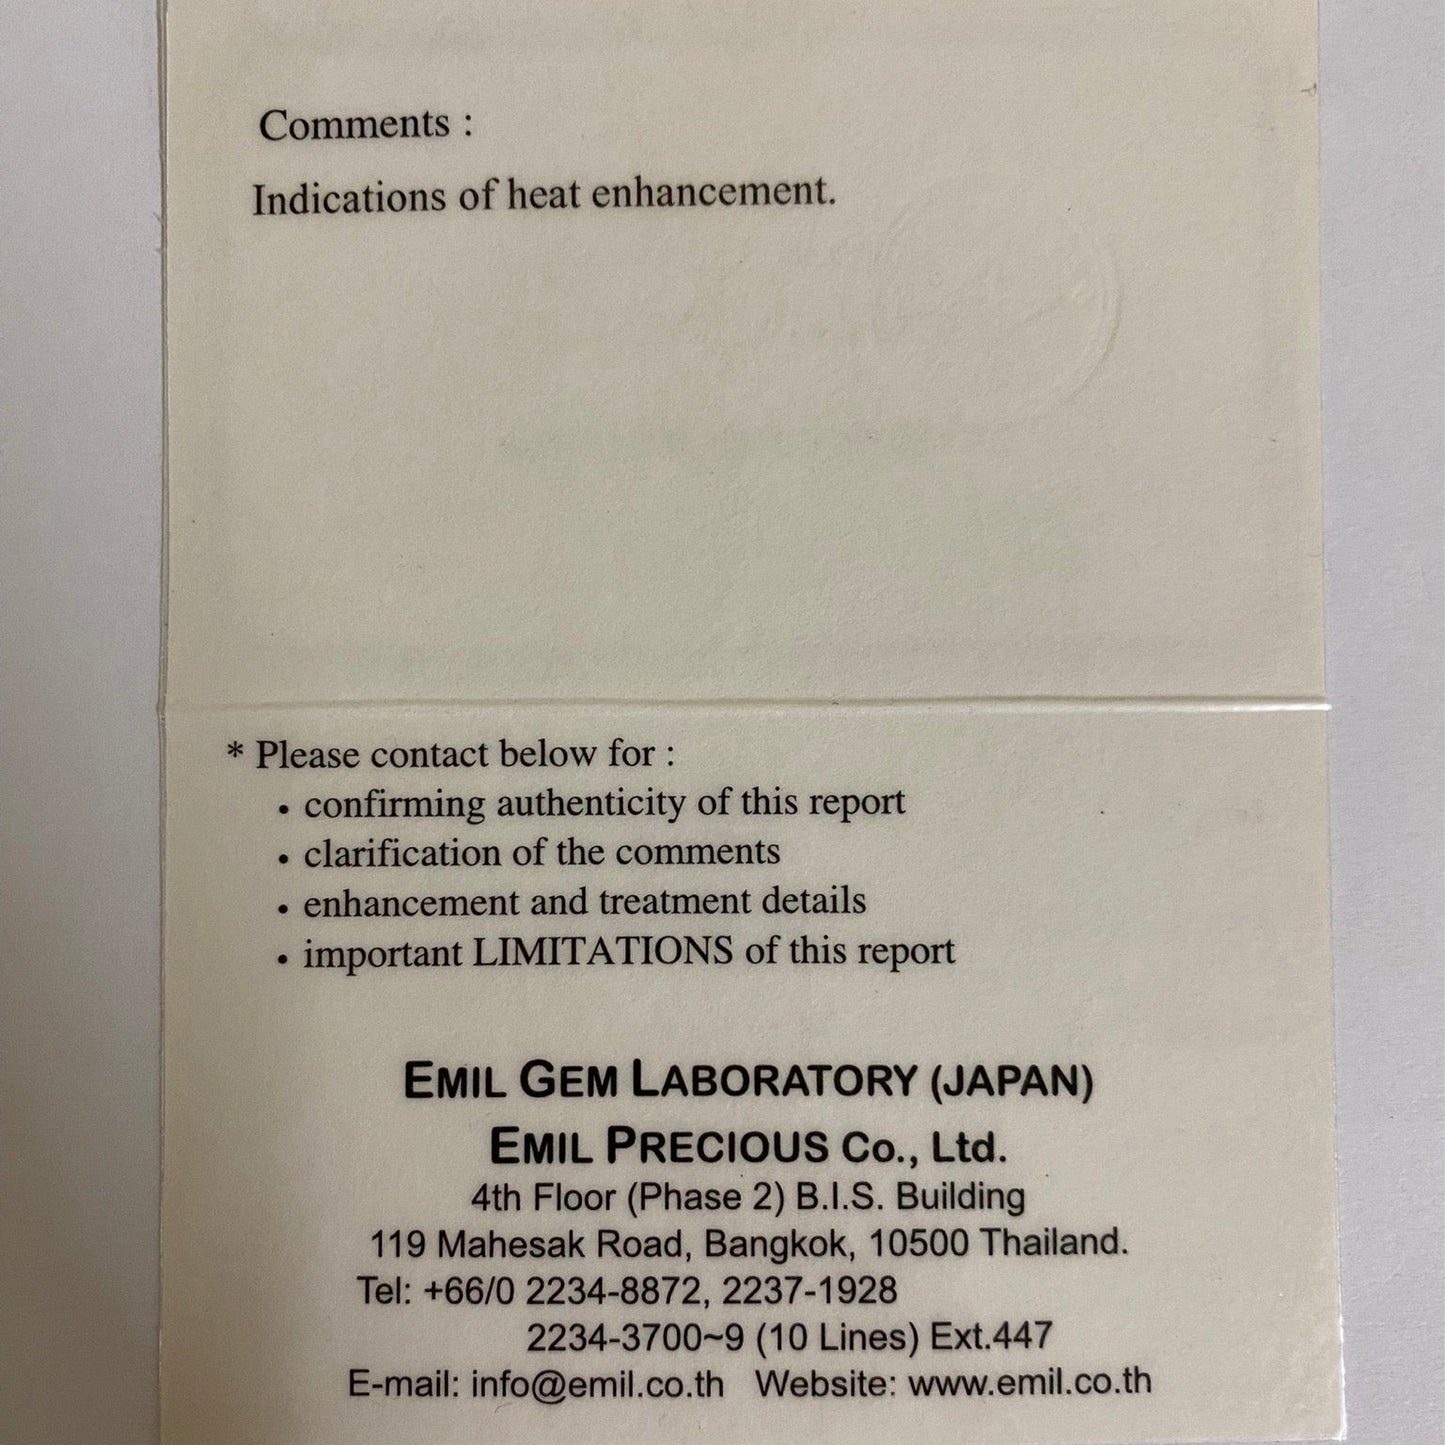 Comments :
Indications of heat enhancement.
* Please contact below for :
• confirming authenticity of this report
• clarification of the comments
• enhancement and treatment details
• important LIMITATIONS of this report
EMIL GEM LABORATORY (JAPAN)
EMIL PRECIOUS Co., Ltd.
4th Floor (Phase 2) B.I.S. Building
119 Mahesak Road, Bangkok, 10500 Thailand.
Tel: +66/0 2234-8872, 2237-1928
2234-3700~9 (10 Lines) Ext.447
E-mail: info@emil.co.th Website: www.emil.co.th